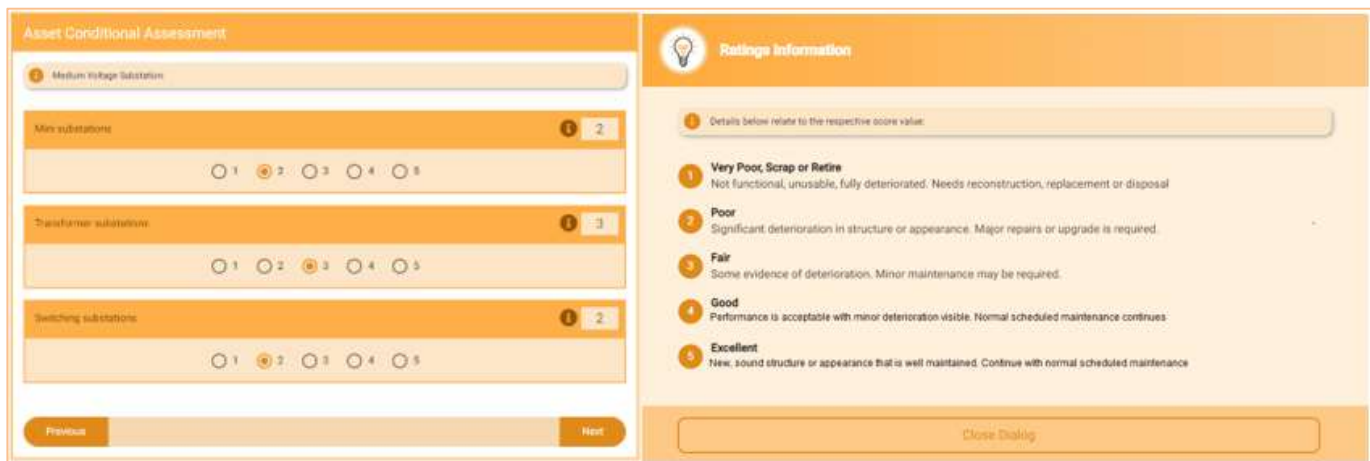 Asset Conditional Assessment
Medium Voltage Substation
Mini substations
2
1 2 3 4 5
Transformer substations
3
1 2 3 4 5
Switching substations
2
1 2 3 4 5
Previous
Next
Ratings Information
Details below relate to the respective score value:
1
Very Poor, Scrap or Retire
Not functional, unusable, fully deteriorated. Needs reconstruction, replacement or disposal
2
Poor
Significant deterioration in structure or appearance. Major repairs or upgrade is required.
3
Fair
Some evidence of deterioration. Minor maintenance may be required.
4
Good
Performance is acceptable with minor deterioration visible. Normal scheduled maintenance continues
5
Excellent
New, sound structure or appearance that is well maintained. Continue with normal scheduled maintenance
Close Dialog